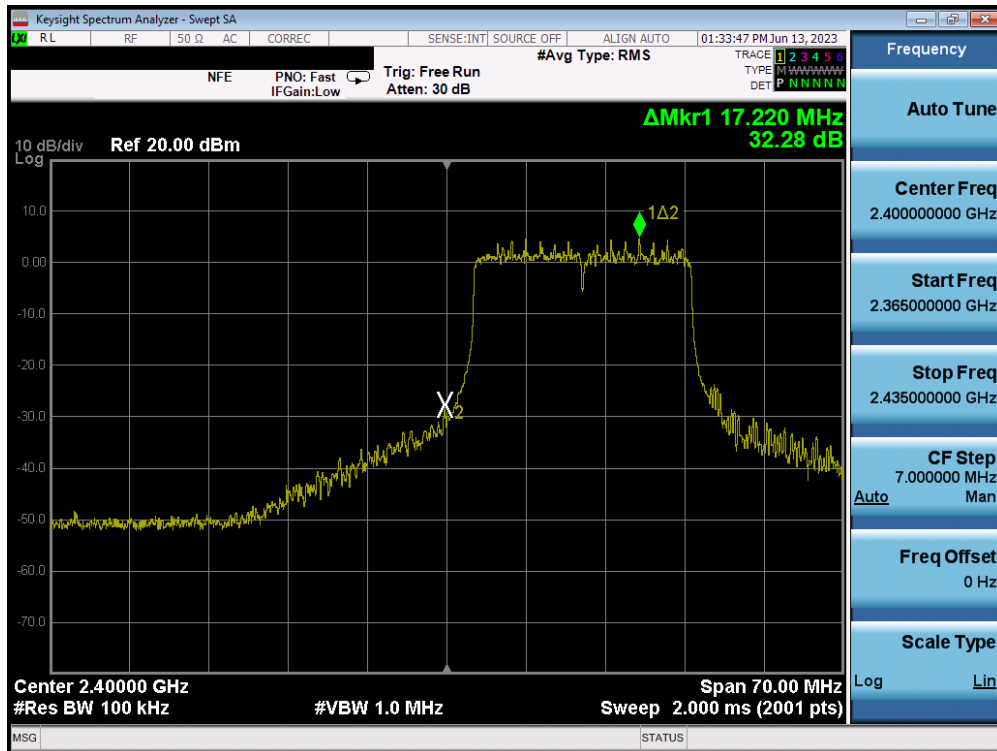 Keysight Spectrum Analyzer - Swept SA
LXI RL RF 50 Ω AC CORREC SENSE:INT SOURCE OFF ALIGN AUTO 01:33:47 PM Jun 13, 2023
#Avg Type: RMS
NFE
PNO: Fast
IFGain:Low
Trig: Free Run
Atten: 30 dB
TRACE 1 2 3 4 5 6
TYPE M W W W W W
DET P N N N N N
ΔMkr1 17.220 MHz
32.28 dB
10 dB/div
Log
Ref 20.00 dBm
10.0
0.00
-10.0
-20.0
-30.0
-40.0
-50.0
-60.0
-70.0
1Δ2
X2
Center 2.40000 GHz
Span 70.00 MHz
#Res BW 100 kHz
#VBW 1.0 MHz
Sweep 2.000 ms (2001 pts)
MSG
STATUS
Frequency
Auto Tune
Center Freq
2.400000000 GHz
Start Freq
2.365000000 GHz
Stop Freq
2.435000000 GHz
CF Step
7.000000 MHz
Auto Man
Freq Offset
0 Hz
Scale Type
Log Lin